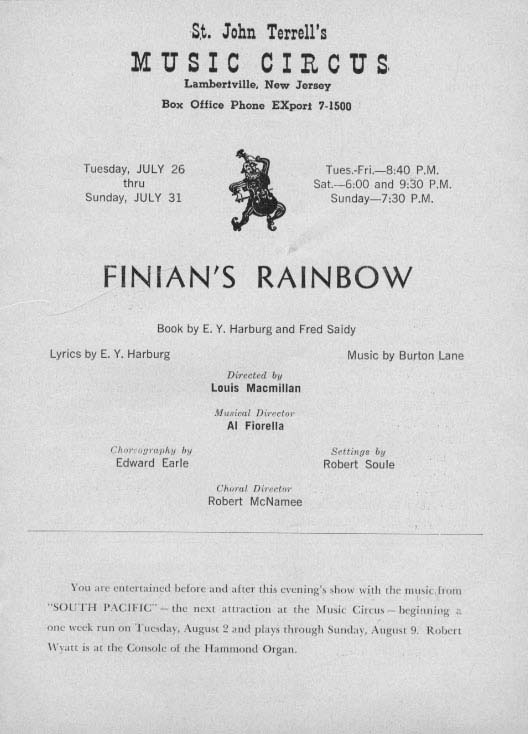 St. John Terrell's
MUSIC CIRCUS
Lambertville, New Jersey
Box Office Phone EXport 7-1500
Tuesday, JULY 26
thru
Sunday, JULY 31
Tues.-Fri.—8:40 P.M.
Sat.—6:00 and 9:30 P.M.
Sunday—7:30 P.M.
FINIAN'S RAINBOW
Book by E. Y. Harburg and Fred Saidy
Lyrics by E. Y. Harburg
Music by Burton Lane
Directed by
Louis Macmillan
Musical Director
Al Fiorella
Choreography by
Edward Earle
Settings by
Robert Soule
Choral Director
Robert McNamee
You are entertained before and after this evening's show with the music from
"SOUTH PACIFIC" — the next attraction at the Music Circus — beginning a
one week run on Tuesday, August 2 and plays through Sunday, August 9. Robert
Wyatt is at the Console of the Hammond Organ.